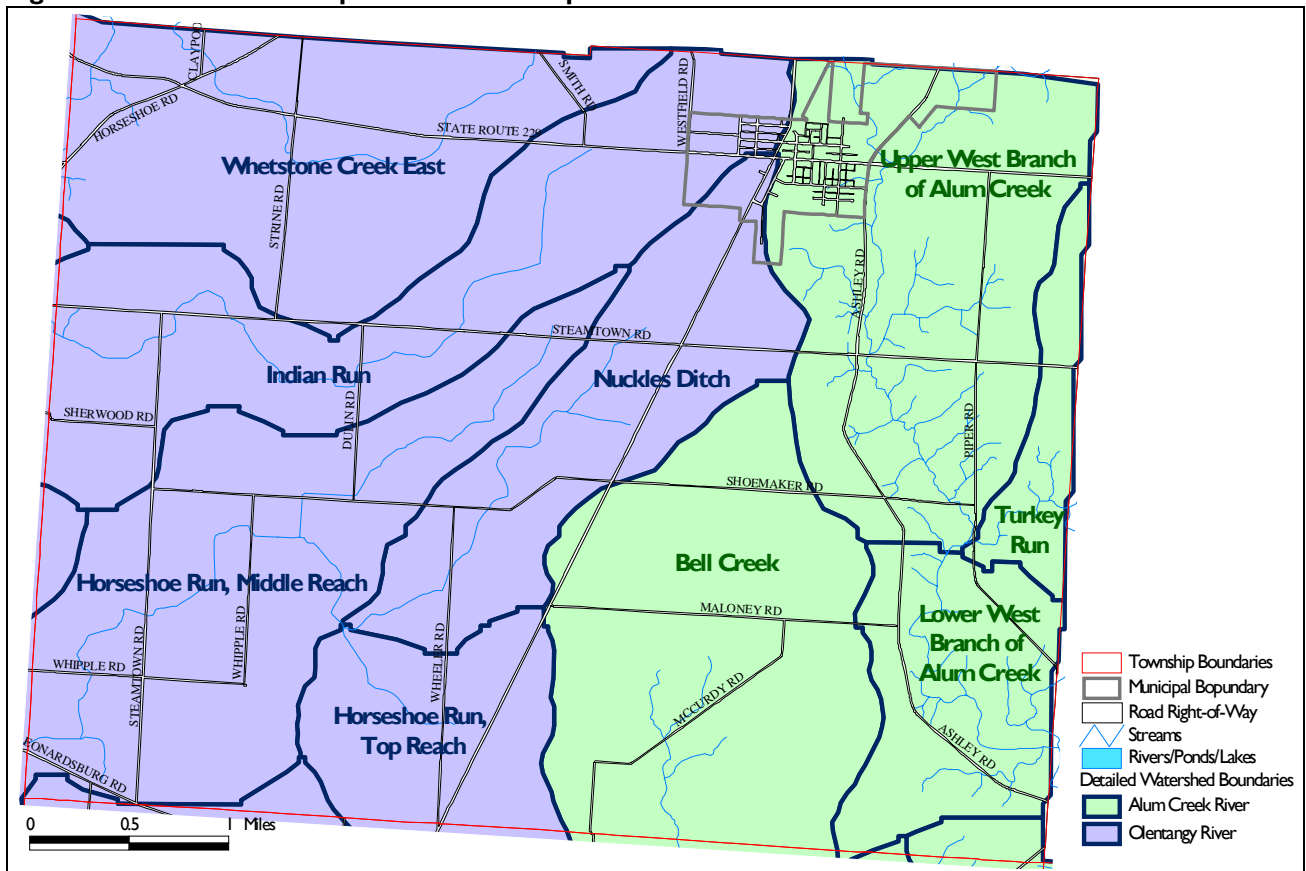 CLAYPOO
SMITH RD
WESTFIELD RD
HORSESHOE RD
STATE ROUTE 229
Whetstone Creek East
Upper West Branch
of Alum Creek
STRINE RD
ASHLEY RD
STEAMTOWN RD
Indian Run
Nuckles Ditch
SHERWOOD RD
DUNN RD
PIPER RD
SHOEMAKER RD
Turkey
Run
Bell Creek
Horseshoe Run, Middle Reach
MALONEY RD
Lower West
Branch of
Alum Creek
WHIPPLE RD
WHEELER RD
STEAMTOWN RD
WHIPPLE RD
MCCURDY RD
Horseshoe Run,
Top Reach
ASHLEY RD
EONARDSBURG RD
Township Boundaries
Municipal Bopundary
Road Right-of-Way
Streams
Rivers/Ponds/Lakes
Detailed Watershed Boundaries
Alum Creek River
Olentangy River
0 0.5 1 Miles